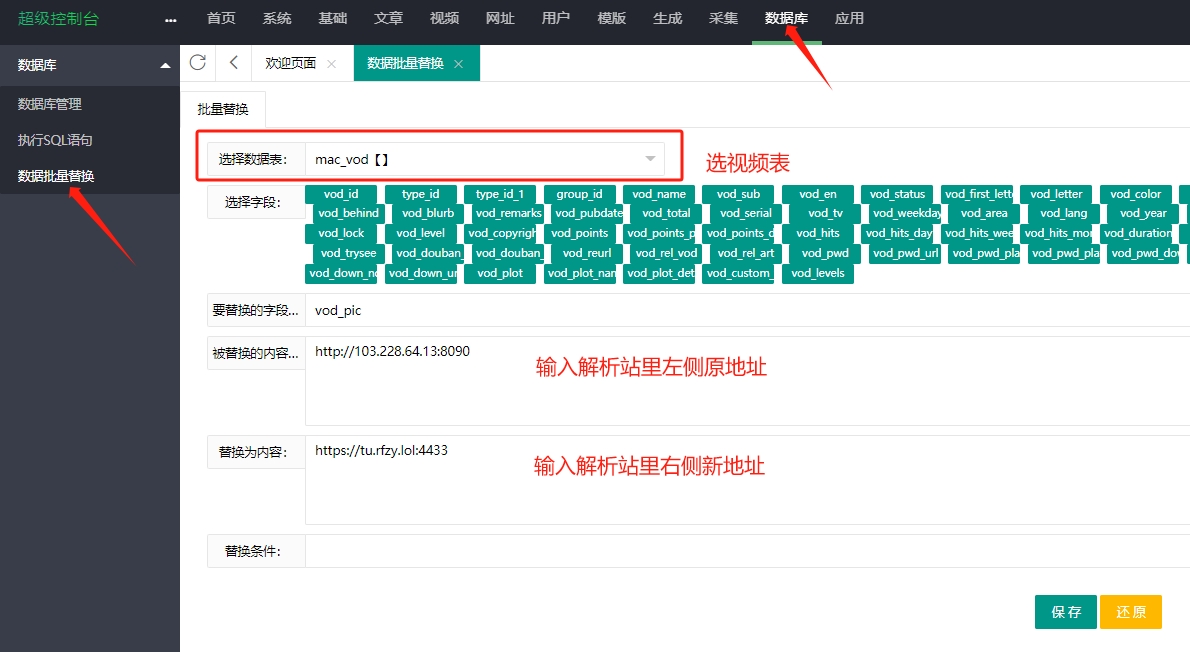 超级控制台 ... 首页 系统 基础 文章 视频 网址 用户 模版 生成 采集 数据库 应用
数据库
欢迎页面 数据批量替换
数据库管理
执行SQL语句
数据批量替换
批量替换
选择数据表: mac_vod【】
选视频表
选择字段:
vod_id type_id type_id_1 group_id vod_name vod_sub vod_en vod_status vod_first_lett vod_letter vod_color
vod_behind vod_blurb vod_remarks vod_pubdate vod_total vod_serial vod_tv vod_weekday vod_area vod_lang vod_year
vod_lock vod_level vod_copyrigh vod_points vod_points_p vod_points_d vod_hits vod_hits_day vod_hits_wee vod_hits_mon vod_duration
vod_trysee vod_douban_ vod_douban_ vod_reurl vod_rel_vod vod_rel_art vod_pwd vod_pwd_url vod_pwd_pla vod_pwd_pla vod_pwd_dov
vod_down_no vod_down_ur vod_plot vod_plot_nam vod_plot_det vod_custom_ vod_levels
要替换的字段... vod_pic
被替换的内容... http://103.228.64.13:8090
输入解析站里左侧原地址
替换为内容: https://tu.rfzy.lol:4433
输入解析站里右侧新地址
替换条件:
保存 还原